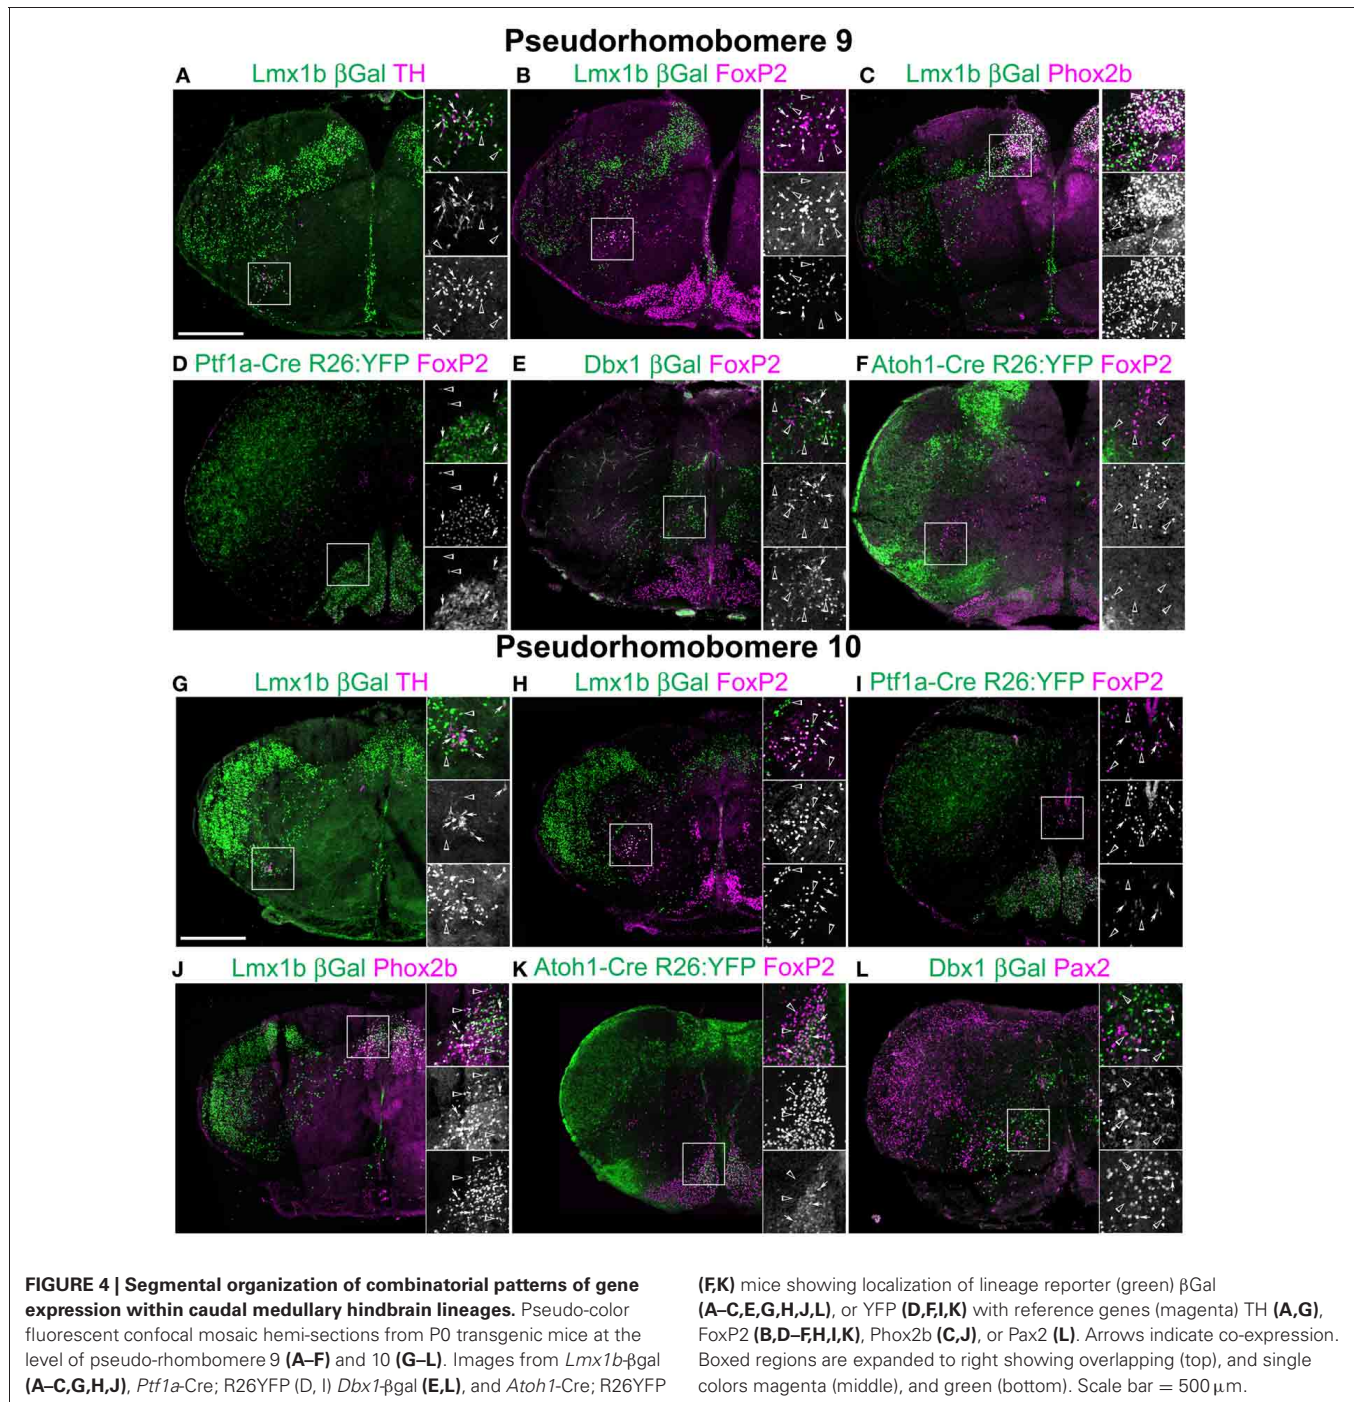 Pseudorhomobomere 9
A Lmx1b βGal TH
B Lmx1b βGal FoxP2
C Lmx1b βGal Phox2b
D Ptf1a-Cre R26:YFP FoxP2
E Dbx1 βGal FoxP2
F Atoh1-Cre R26:YFP FoxP2
Pseudorhomobomere 10
G Lmx1b βGal TH
H Lmx1b βGal FoxP2
I Ptf1a-Cre R26:YFP FoxP2
J Lmx1b βGal Phox2b
K Atoh1-Cre R26:YFP FoxP2
L Dbx1 βGal Pax2
FIGURE 4 | Segmental organization of combinatorial patterns of gene
expression within caudal medullary hindbrain lineages. Pseudo-color
fluorescent confocal mosaic hemi-sections from P0 transgenic mice at the
level of pseudo-rhombomere 9 (A–F) and 10 (G–L). Images from Lmx1b-βgal
(A–C,G,H,J), Ptf1a-Cre; R26YFP (D, I) Dbx1-βgal (E,L), and Atoh1-Cre; R26YFP
(F,K) mice showing localization of lineage reporter (green) βGal
(A–C,E,G,H,J,L), or YFP (D,F,I,K) with reference genes (magenta) TH (A,G),
FoxP2 (B,D–F,H,I,K), Phox2b (C,J), or Pax2 (L). Arrows indicate co-expression.
Boxed regions are expanded to right showing overlapping (top), and single
colors magenta (middle), and green (bottom). Scale bar = 500 μm.